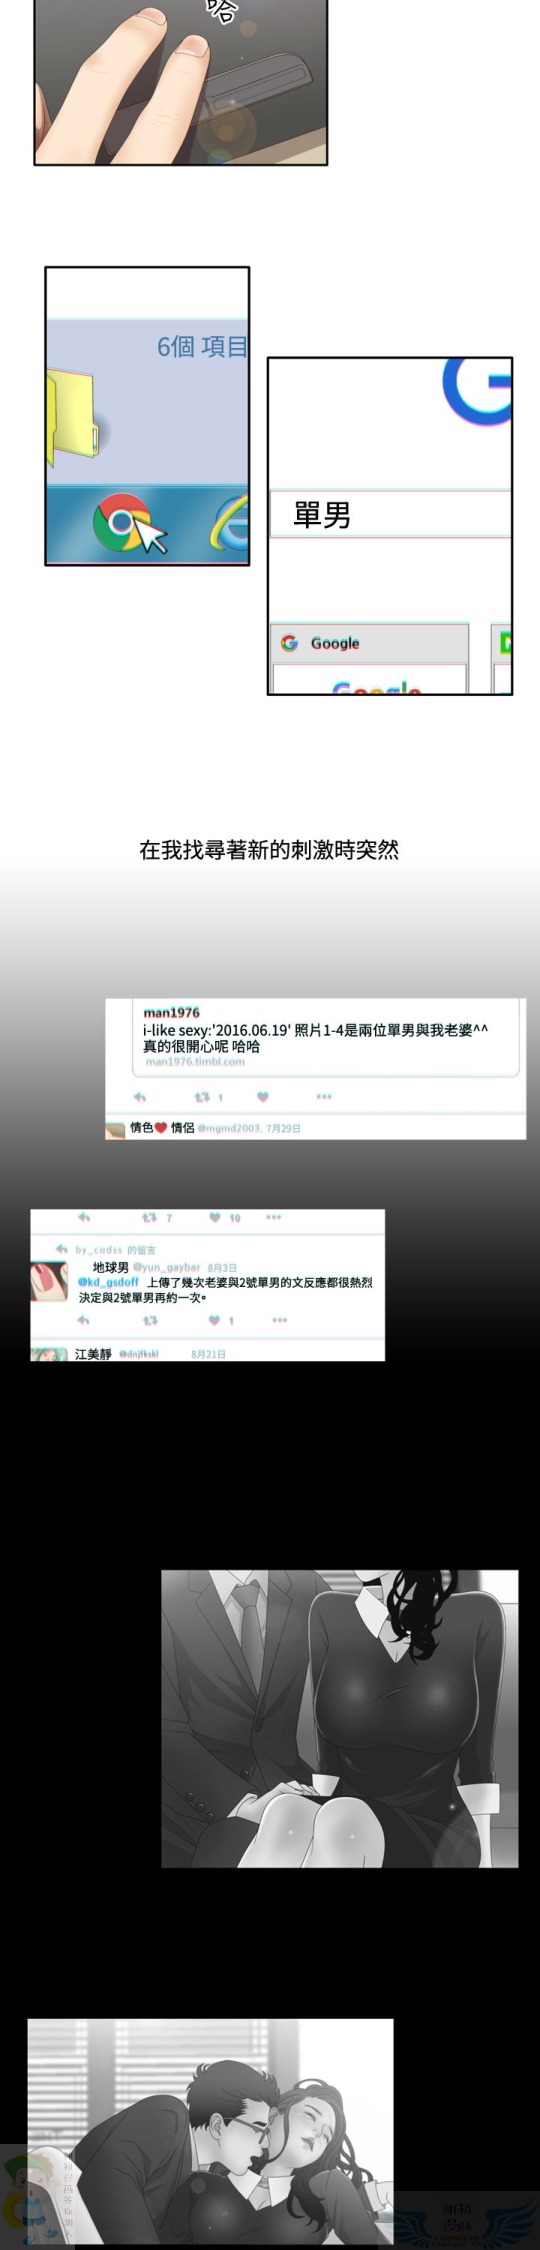 哈
6個 項目
單男
Google
Google
在我找尋著新的刺激時突然
man1976
i-like sexy:'2016.06.19' 照片1-4是兩位單男與我老婆^^
真的很開心呢 哈哈
man1976.timbl.com
1
情色❤情侶 @mgmd2003, 7月29日
7 10
by_codss 的留言
地球男 @yun_gaybar 8月3日
@kd_gsdoff 上傳了幾次老婆與2號單男的文反應都很熱烈
決定與2號單男再約一次。
1
江美靜 @dnjfkskl 8月21日